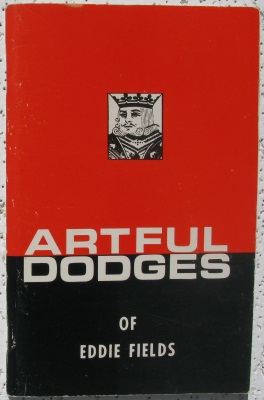 ARTFUL
DODGES
OF
EDDIE FIELDS